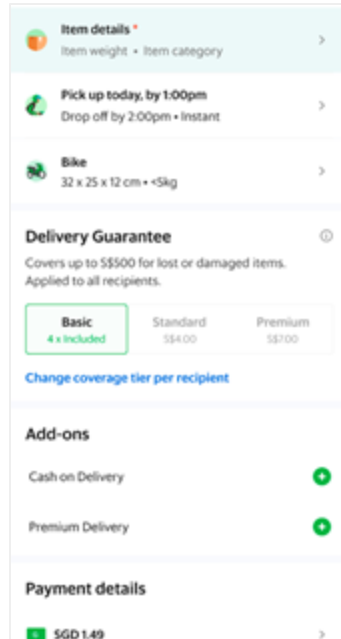 Item details *
Item weight • Item category
Pick up today, by 1:00pm
Drop off by 2:00pm • Instant
Bike
32 x 25 x 12 cm • <5kg
Delivery Guarantee
Covers up to S$500 for lost or damaged items.
Applied to all recipients.
Basic Standard Premium
4 x Included S$4.00 S$7.00
Change coverage tier per recipient
Add-ons
Cash on Delivery
Premium Delivery
Payment details
SGD 1.49